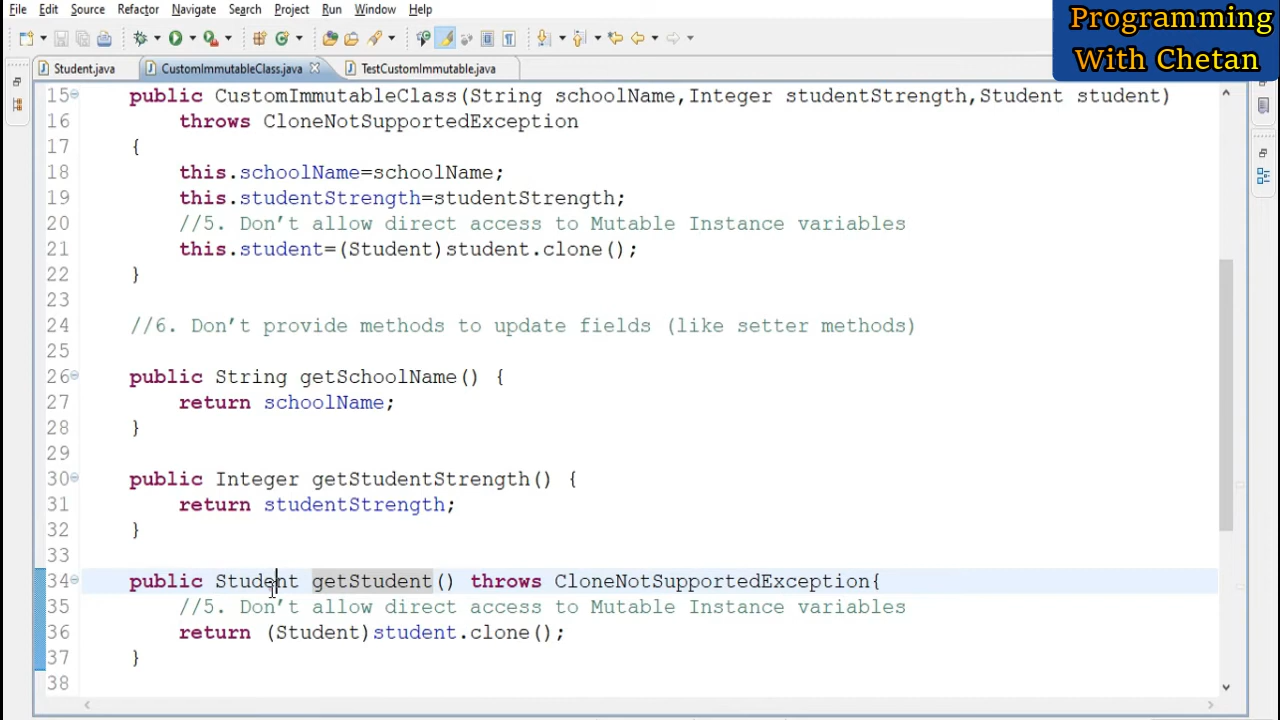 File Edit Source Refactor Navigate Search Project Run Window Help
Programming
With Chetan
Student.java CustomImmutableClass.java TestCustomImmutable.java
15 public CustomImmutableClass(String schoolName,Integer studentStrength,Student student)
16 throws CloneNotSupportedException
17 {
18 this.schoolName=schoolName;
19 this.studentStrength=studentStrength;
20 //5. Don't allow direct access to Mutable Instance variables
21 this.student=(Student)student.clone();
22 }
23
24 //6. Don't provide methods to update fields (like setter methods)
25
26 public String getSchoolName() {
27 return schoolName;
28 }
29
30 public Integer getStudentStrength() {
31 return studentStrength;
32 }
33
34 public Student getStudent() throws CloneNotSupportedException{
35 //5. Don't allow direct access to Mutable Instance variables
36 return (Student)student.clone();
37 }
38